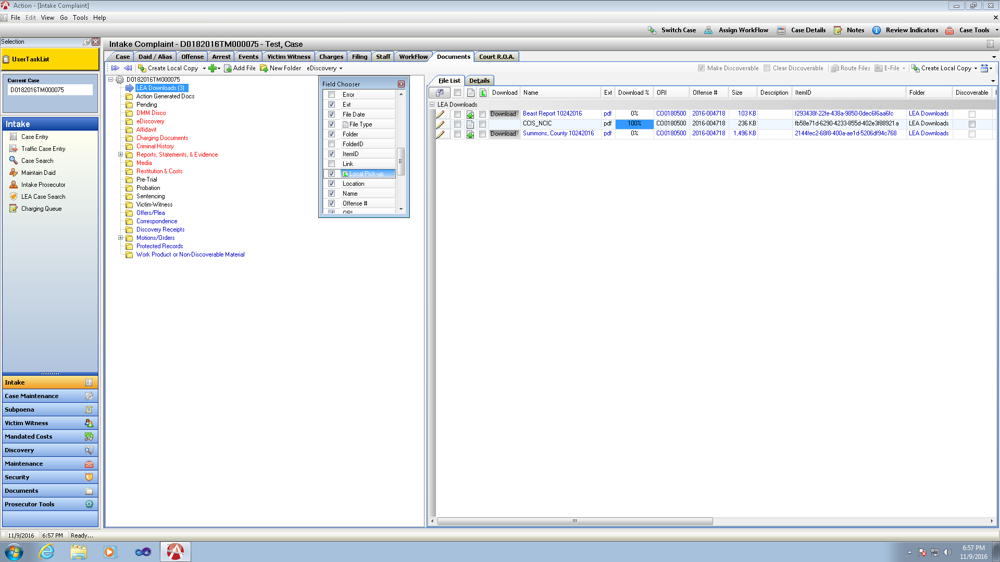 Action - [Intake Complaint]
File Edit View Go Tools Help
Switch Case Assign WorkFlow Case Details Notes Review Indicators Case Tools
Selection
UserTaskList
Current Case
D0182016TM000075
Intake
Case Entry
Traffic Case Entry
Case Search
Maintain Daid
Intake Prosecutor
LEA Case Search
Charging Queue
Intake
Case Maintenance
Subpoena
Victim Witness
Mandated Costs
Discovery
Maintenance
Security
Documents
Prosecutor Tools
Intake Complaint - D0182016TM000075 - Test, Case
Case Daid / Alias Offense Arrest Events Victim Witness Charges Filing Staff WorkFlow Documents Court R.O.A.
Create Local Copy Add File New Folder eDiscovery
Make Discoverable Clear Discoverable Route Files E-File Create Local Copy
D0182016TM000075
LEA Downloads (3)
Action Generated Docs
Pending
DMM Disco
eDiscovery
Affidavit
Charging Documents
Criminal History
Reports, Statements, & Evidence
Media
Restitution & Costs
Pre-Trial
Probation
Sentencing
Victim-Witness
Offers/Plea
Correspondence
Discovery Receipts
Motions/Orders
Protected Records
Work Product or Non-Discoverable Material
Field Chooser
Error
Ext
File Date
File Type
Folder
FolderID
ItemID
Link
Local Pick-up
Location
Name
Offense #
ORI
File List Details
Download Name Ext Download % ORI Offense # Size Description ItemID Folder Discoverable
LEA Downloads
Download Beast Report 10242016 pdf 0% CO0180500 2016-004718 103 KB f293438f-22fe-438a-9850-0dec6f6aa6fc LEA Downloads
CCIS_NCIC pdf 100% CO0180500 2016-004718 236 KB fb58e71d-6290-4233-855d-402e3f88921a LEA Downloads
Download Summons, County 10242016 pdf 0% CO0180500 2016-004718 1,496 KB 2144fec2-68f8-400a-ae1d-5206df94c768 LEA Downloads
11/9/2016 6:57 PM Ready...
6:57 PM
11/9/2016